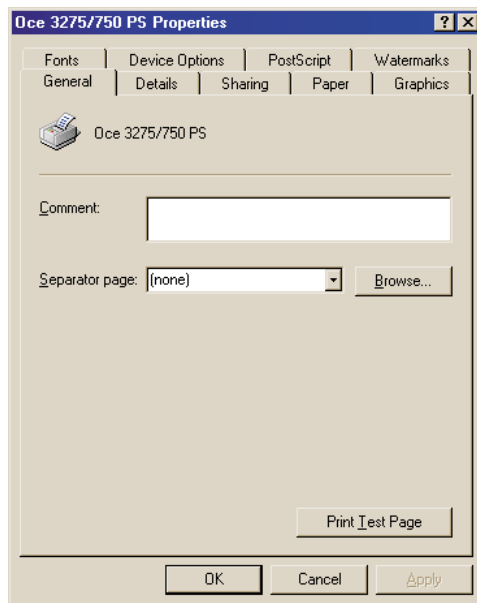 Oce 3275/750 PS Properties
Fonts Device Options PostScript Watermarks
General Details Sharing Paper Graphics
Oce 3275/750 PS
Comment:
Separator page: (none) Browse...
Print Test Page
OK Cancel Apply